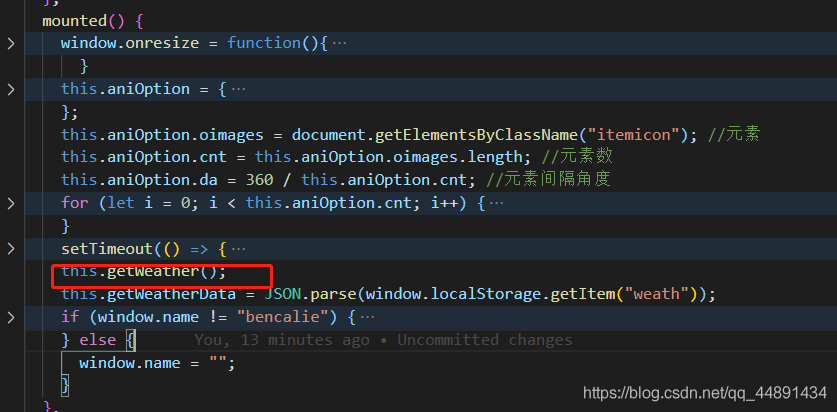 };
mounted() {
window.onresize = function(){ ···
}
this.aniOption = { ···
};
this.aniOption.oimages = document.getElementsByClassName("itemicon"); //元素
this.aniOption.cnt = this.aniOption.oimages.length; //元素数
this.aniOption.da = 360 / this.aniOption.cnt; //元素间隔角度
for (let i = 0; i < this.aniOption.cnt; i++) { ···
}
setTimeout(() => { ···
this.getWeather();
this.getWeatherData = JSON.parse(window.localStorage.getItem("weath"));
if (window.name != "bencalie") { ···
} else { You, 13 minutes ago • Uncommitted changes
window.name = "";
}
},
https://blog.csdn.net/qq_44891434